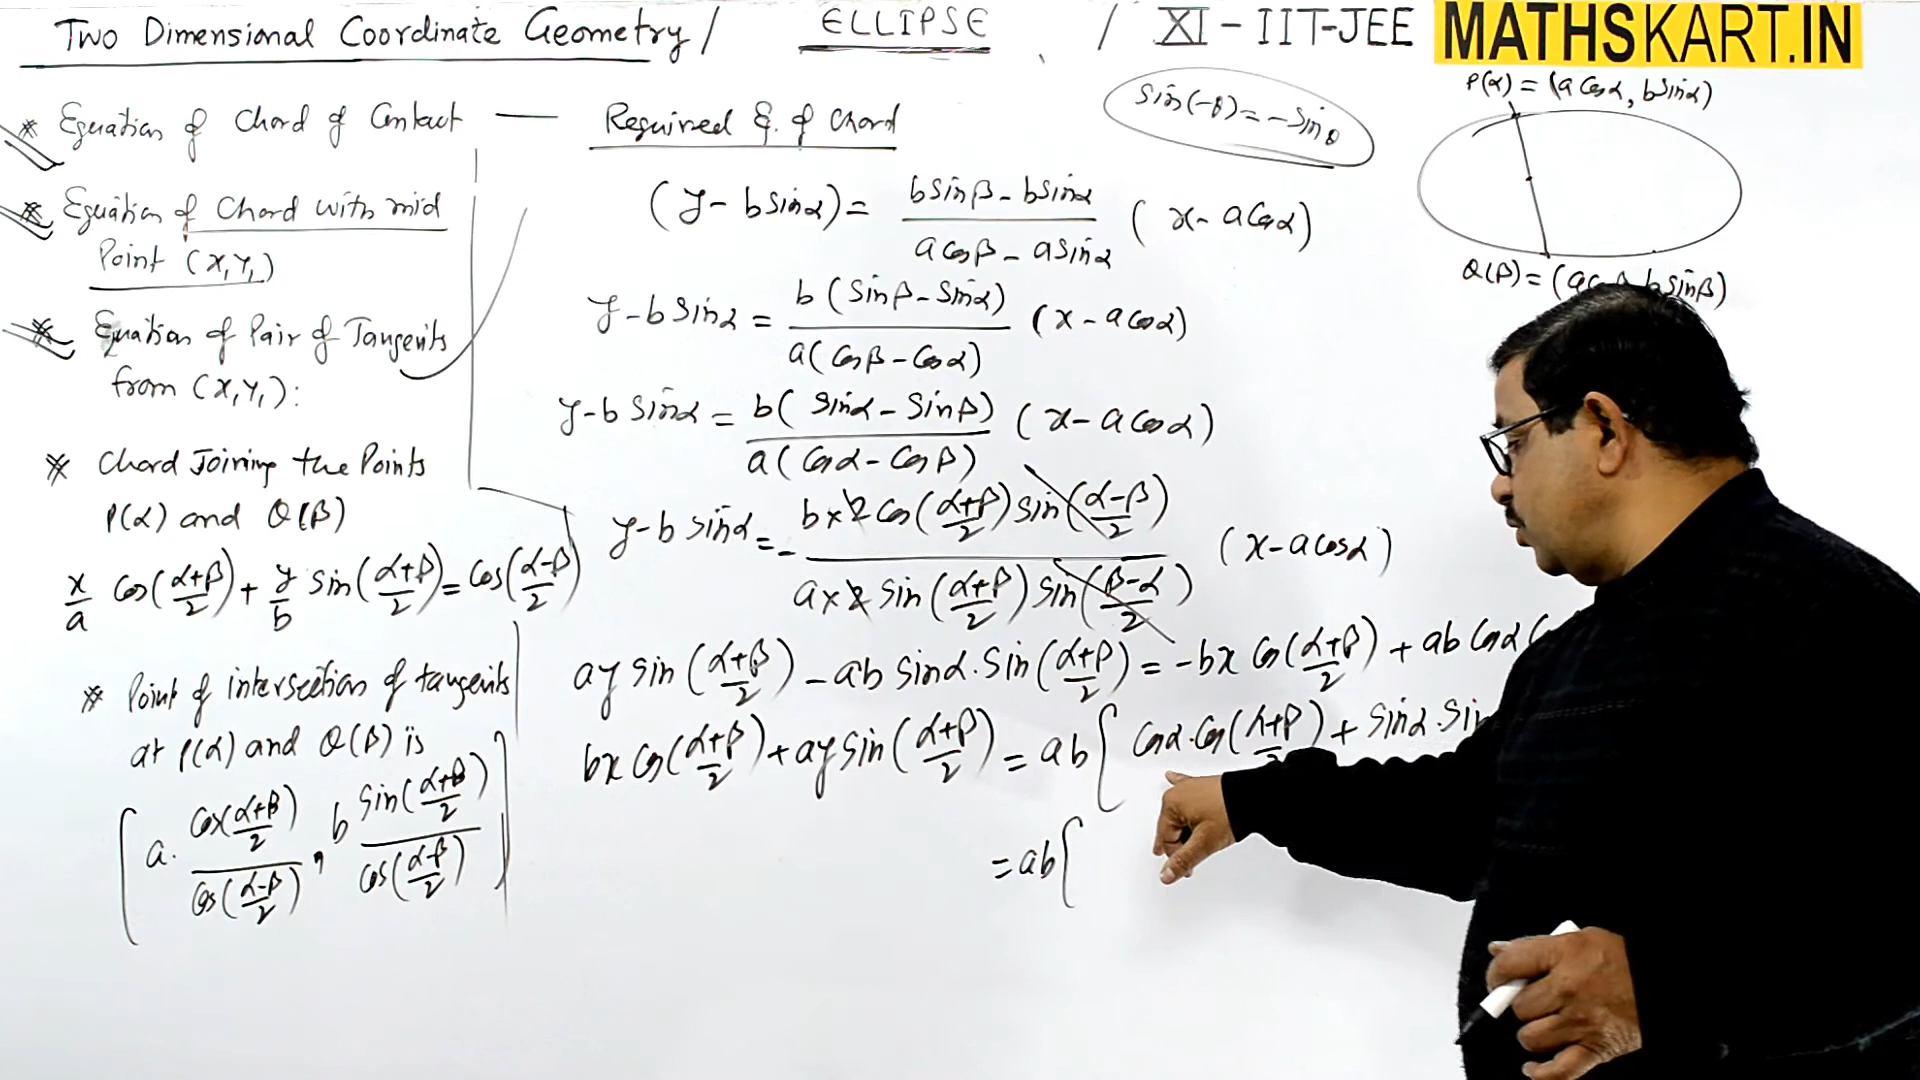 Two Dimensional Coordinate Geometry / ELLIPSE / XI - IIT-JEE MATHSKART.IN
* Equation of Chord of Contact — Required Eq. of Chord
* Equation of Chord with mid
Point (x₁y₁)
* Equation of Pair of Tangents
from (x₁y₁):
* Chord Joining the Points
P(α) and Q(β)
x/a cos((α+β)/2) + y/b sin((α+β)/2) = cos((α-β)/2)
* Point of intersection of tangents
at P(α) and Q(β) is
[a. cos((α+β)/2)/cos((α-β)/2), b sin((α+β)/2)/cos((α-β)/2)]
sin(-θ) = -sinθ
P(α) = (a cosα, b sinα)
Q(β) = (a b sinβ)
(y - b sinα) = (b sinβ - b sinα)/(a cosβ - a sinα) (x - a cosα)
y - b sinα = b(sinβ - sinα)/a(cosβ - cosα) (x - a cosα)
y - b sinα = b(sinα - sinβ)/a(cosα - cosβ) (x - a cosα)
y - b sinα = - b×2 cos((α+β)/2) sin((α-β)/2)/a×2 sin((α+β)/2) sin((β-α)/2) (x - a cosα)
ay sin((α+β)/2) - ab sinα . sin((α+β)/2) = -bx cos((α+β)/2) + ab cosα
bx cos((α+β)/2) + ay sin((α+β)/2) = ab [cosα . cos((α+β)/2) + sinα . sin
= ab [